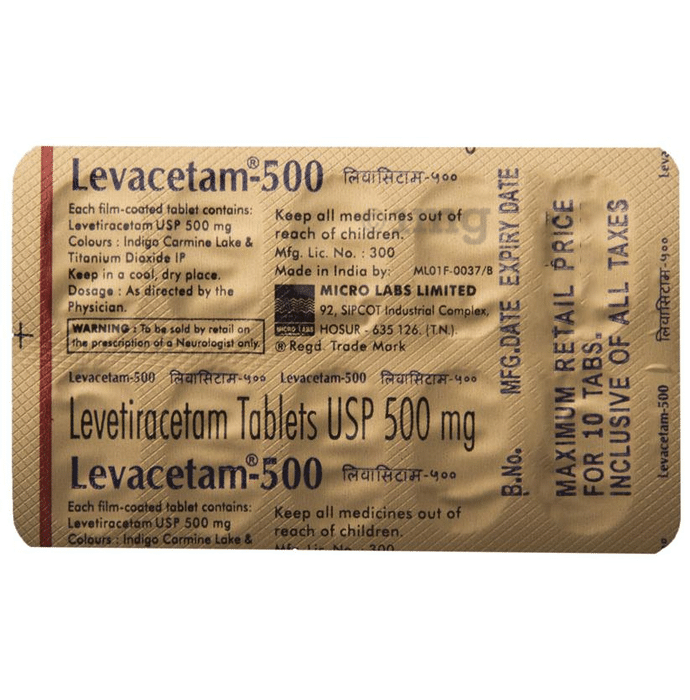 Levacetam®-500 लिवासिटाम-५००
Each film-coated tablet contains:
Levetiracetam USP 500 mg
Colours : Indigo Carmine Lake &
Titanium Dioxide IP
Keep in a cool, dry place.
Dosage : As directed by the
Physician.
WARNING : To be sold by retail on
the prescription of a Neurologist only.
Keep all medicines out of
reach of children.
Mfg. Lic. No. : 300
Made in India by: ML01F-0037/B
MICRO LABS
MICRO LABS LIMITED
92, SIPCOT Industrial Complex,
HOSUR - 635 126. (T.N.).
® Regd. Trade Mark
Levacetam-500 लिवासिटाम-५०० Levacetam-500 लिवासिटाम-५००
Levetiracetam Tablets USP 500 mg
Levacetam®-500 लिवासिटाम-५००
Each film-coated tablet contains:
Levetiracetam USP 500 mg
Colours : Indigo Carmine Lake &
Keep all medicines out of
reach of children.
Mfg. Lic. No. : 300
B.No. MFG.DATE EXPIRY DATE
MAXIMUM RETAIL PRICE
FOR 10 TABS.
INCLUSIVE OF ALL TAXES
Levacetam-500 लिवासिटाम-५००